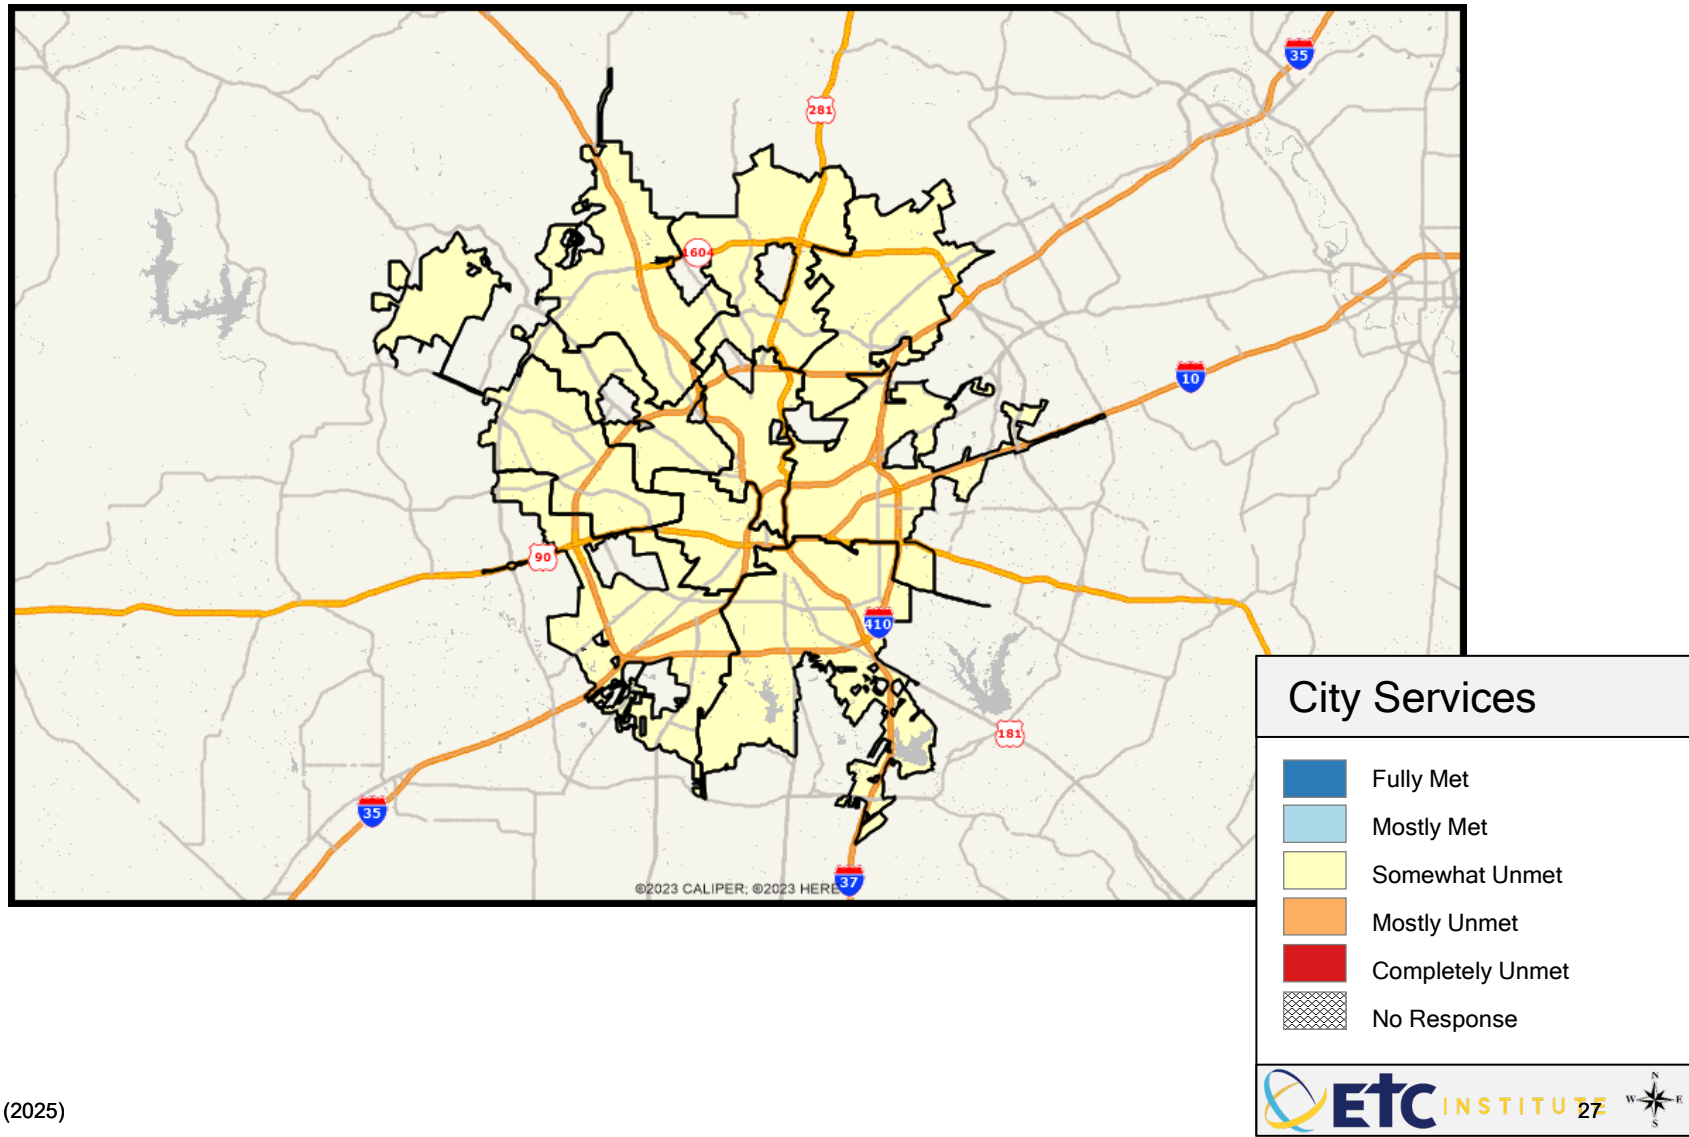 35
281
1604
10
90
410
181
35
37
©2023 CALIPER; ©2023 HERE
City Services
Fully Met
Mostly Met
Somewhat Unmet
Mostly Unmet
Completely Unmet
No Response
(2025)
ETC INSTITUTE
27
N
W E
S